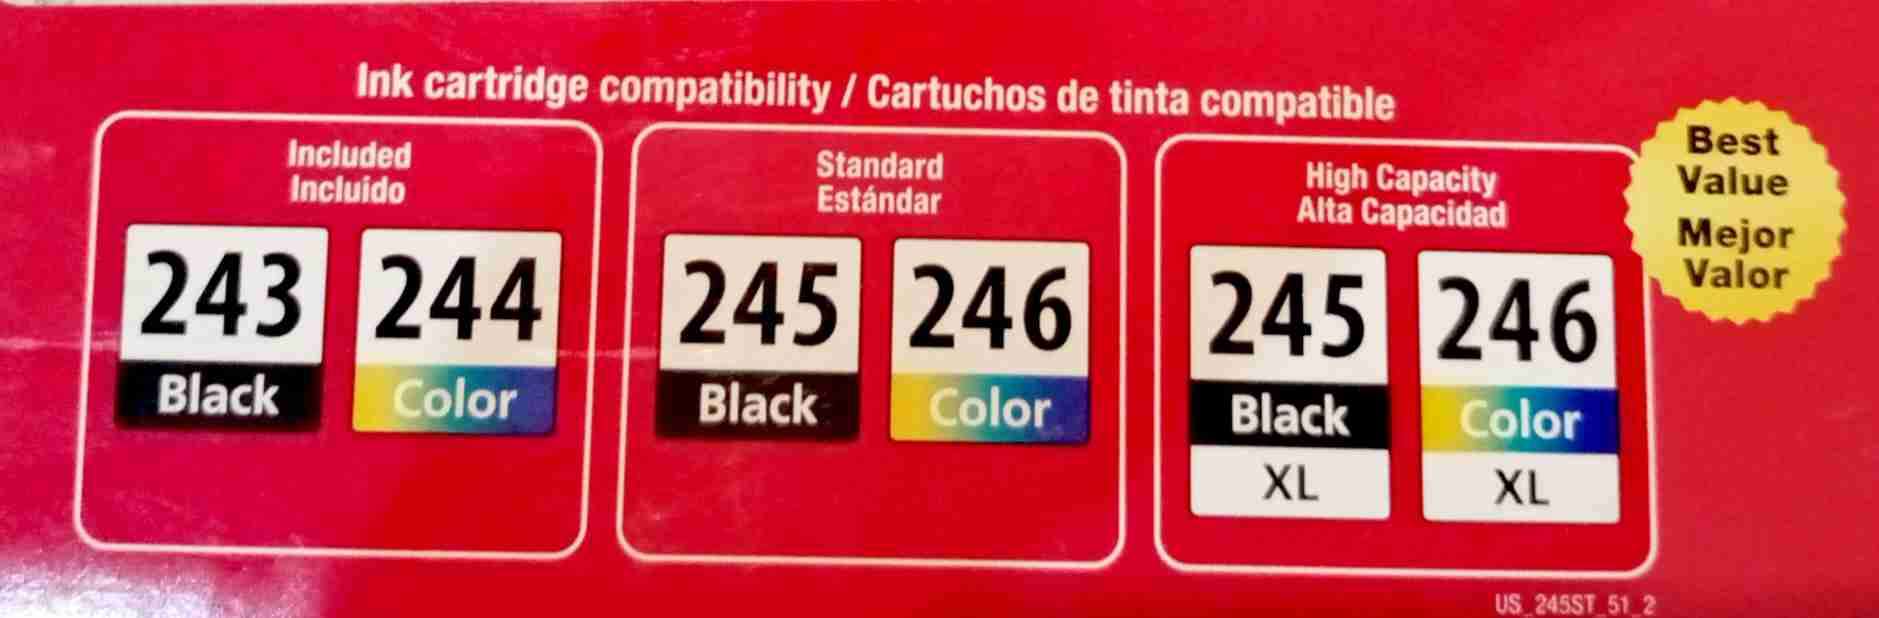 Ink cartridge compatibility / Cartuchos de tinta compatible
Included
Incluido
243
Black
244
Color
Standard
Estándar
245
Black
246
Color
High Capacity
Alta Capacidad
245
Black
XL
246
Color
XL
Best
Value
Mejor
Valor
US_245ST_51_2